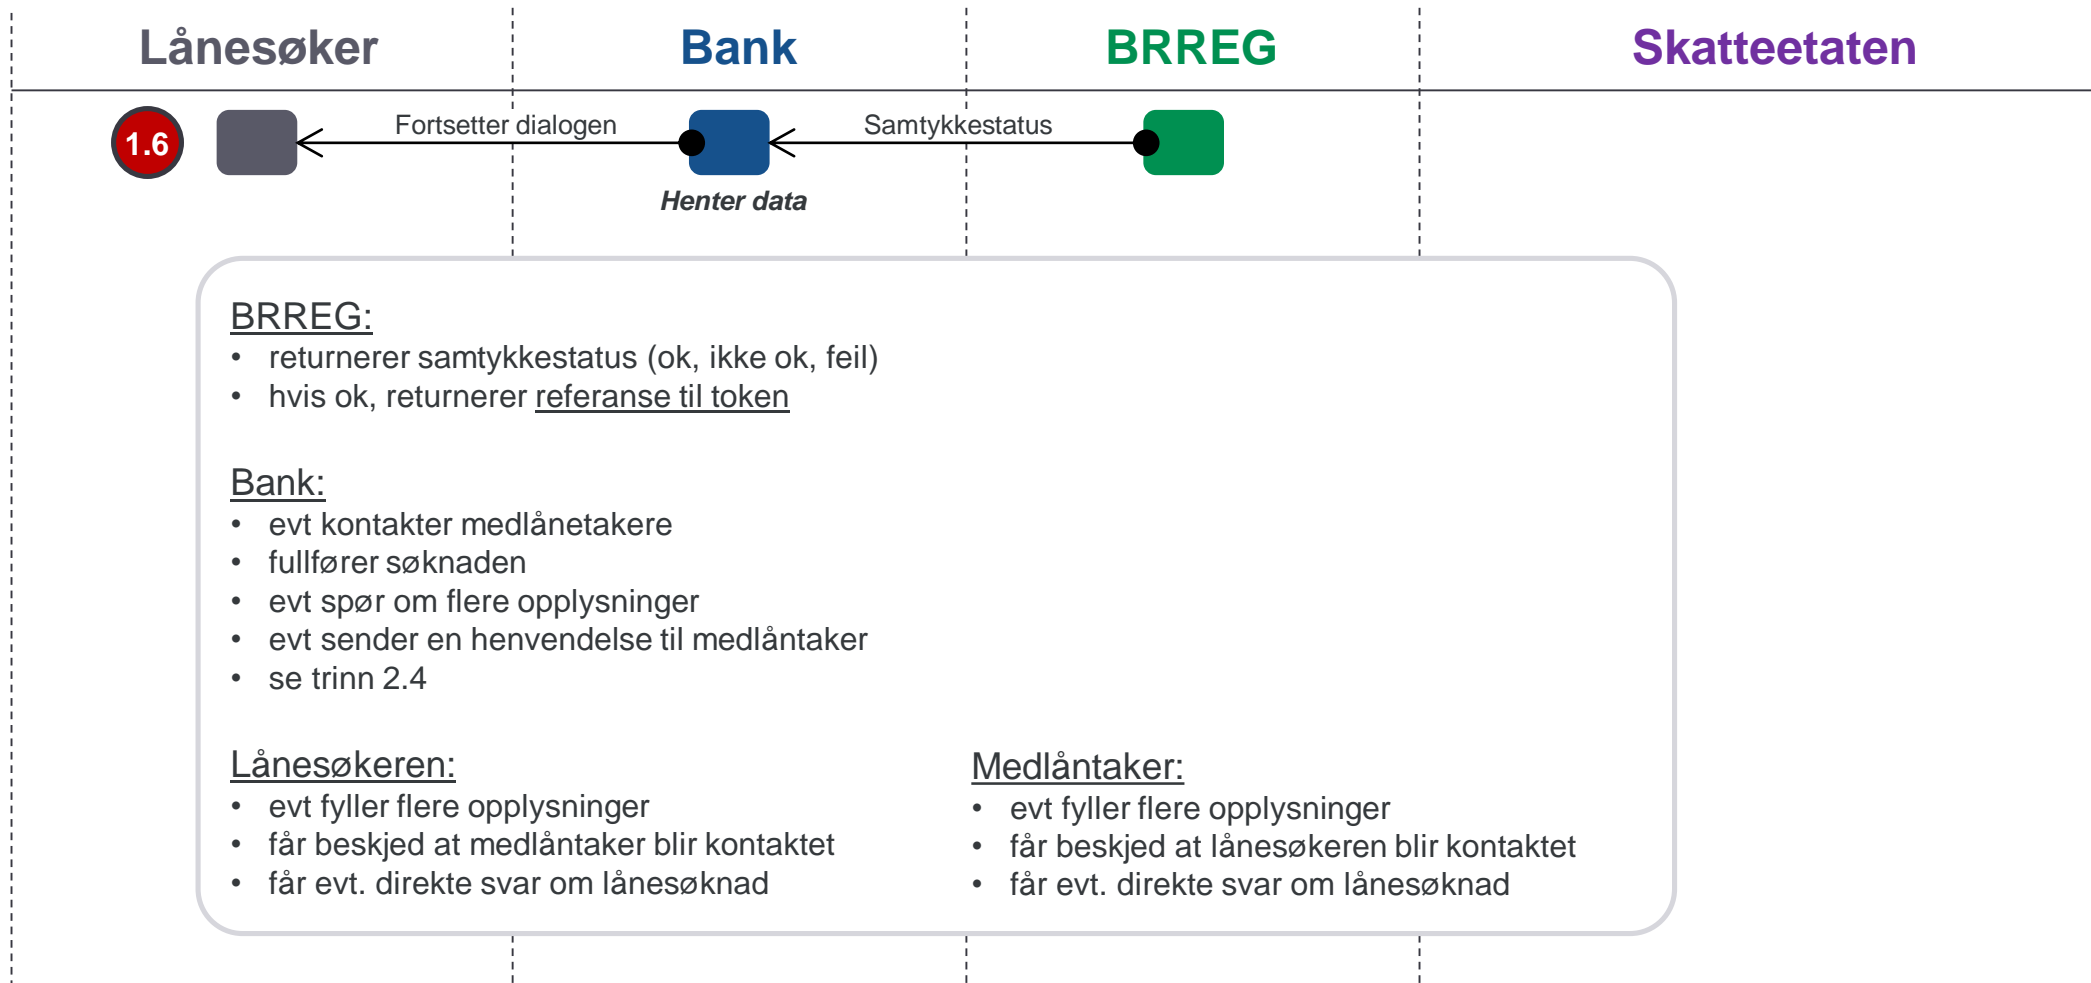 Lånesøker
Bank
BRREG
Skatteetaten
1.6
Fortsetter dialogen
Samtykkestatus
Henter data
BRREG:
• returnerer samtykkestatus (ok, ikke ok, feil)
• hvis ok, returnerer referanse til token
Bank:
• evt kontakter medlånetakere
• fullfører søknaden
• evt spør om flere opplysninger
• evt sender en henvendelse til medlåntaker
• se trinn 2.4
Lånesøkeren:
• evt fyller flere opplysninger
• får beskjed at medlåntaker blir kontaktet
• får evt. direkte svar om lånesøknad
Medlåntaker:
• evt fyller flere opplysninger
• får beskjed at lånesøkeren blir kontaktet
• får evt. direkte svar om lånesøknad